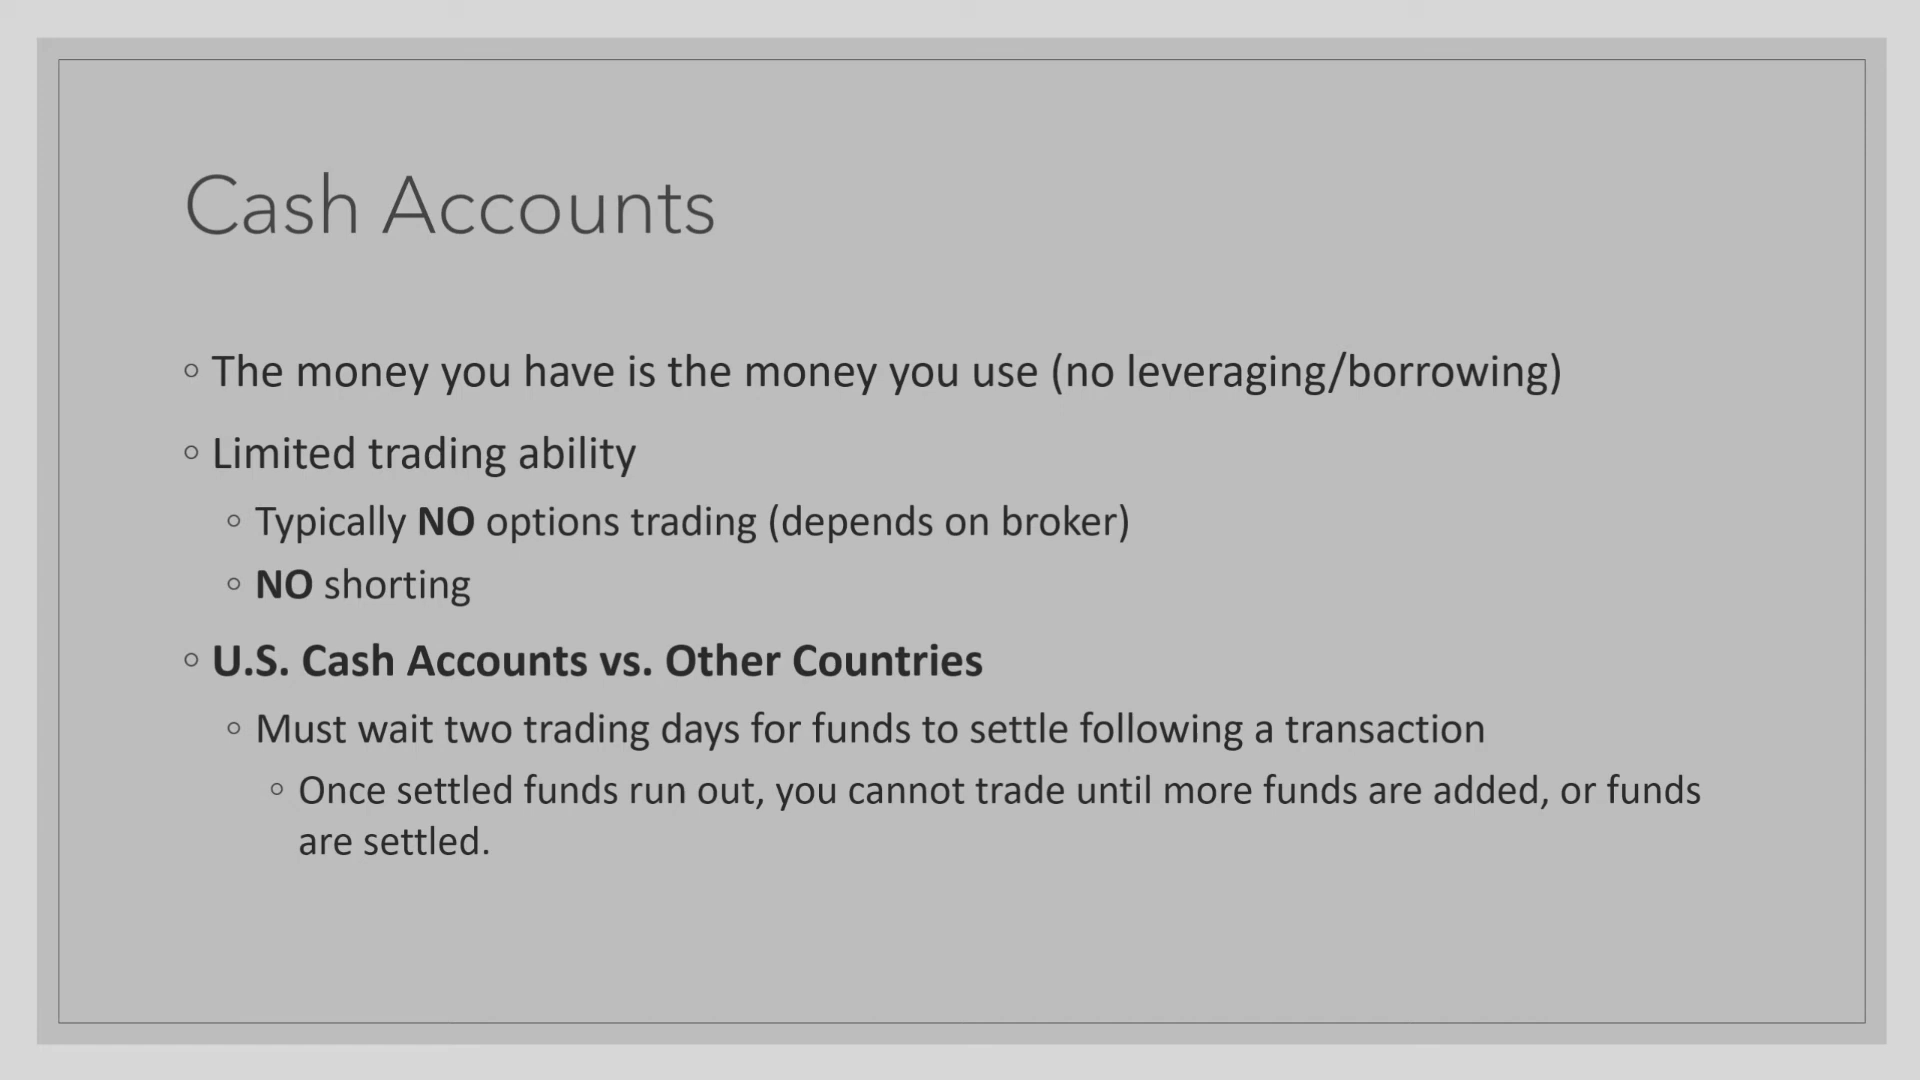 Cash Accounts
◦ The money you have is the money you use (no leveraging/borrowing)
◦ Limited trading ability
◦ Typically NO options trading (depends on broker)
◦ NO shorting
◦ U.S. Cash Accounts vs. Other Countries
◦ Must wait two trading days for funds to settle following a transaction
◦ Once settled funds run out, you cannot trade until more funds are added, or funds
are settled.